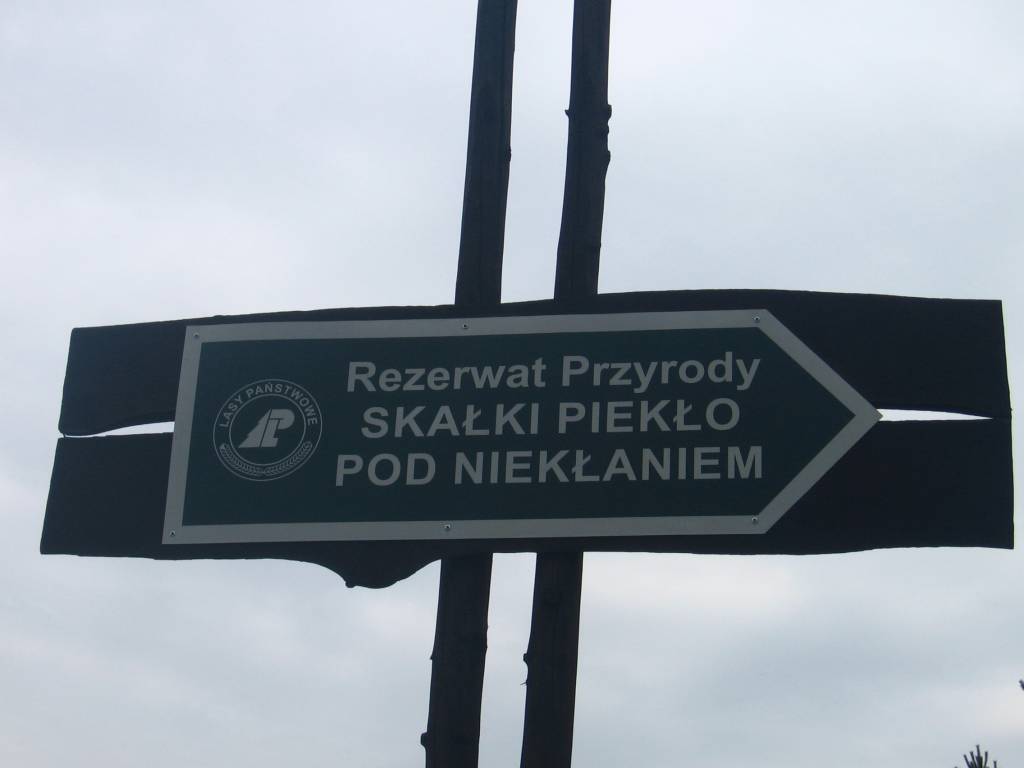 LASY PAŃSTWOWE
Rezerwat Przyrody
SKAŁKI PIEKŁO
POD NIEKŁANIEM